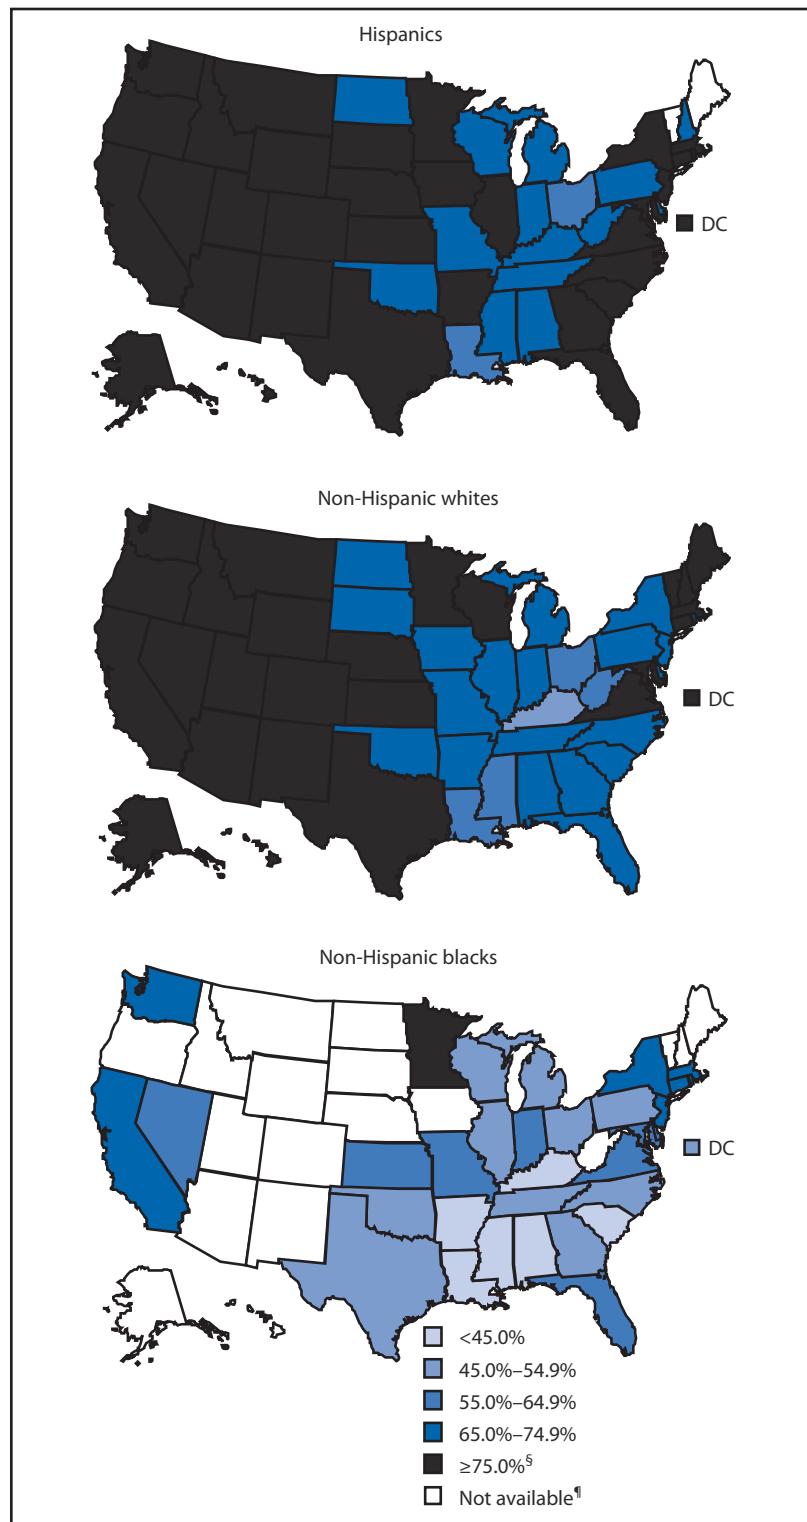 Hispanics
DC
Non-Hispanic whites
DC
Non-Hispanic blacks
DC
<45.0%
45.0%–54.9%
55.0%–64.9%
65.0%–74.9%
≥75.0%§
Not available¶